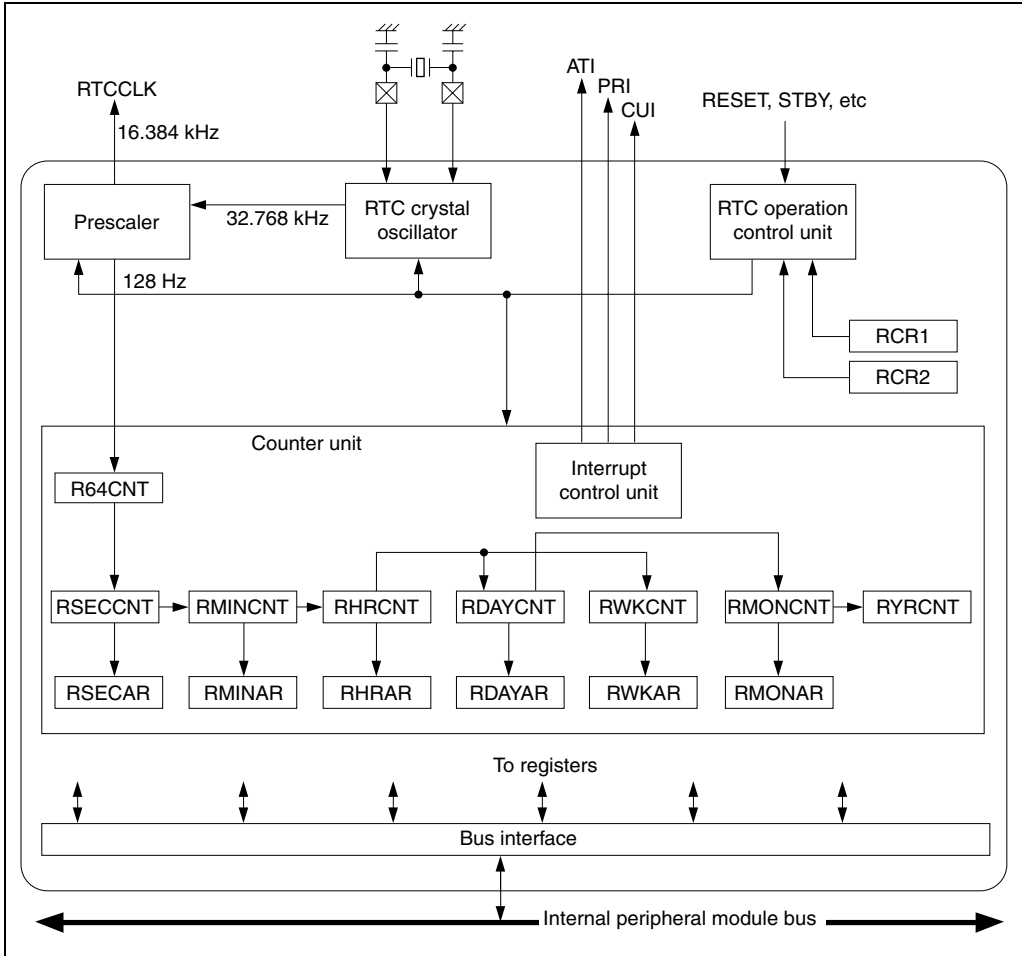 RTCCLK
16.384 kHz
ATI
PRI
CUI
RESET, STBY, etc
Prescaler
32.768 kHz
RTC crystal
oscillator
RTC operation
control unit
128 Hz
RCR1
RCR2
Counter unit
Interrupt
control unit
R64CNT
RSECCNT
RMINCNT
RHRCNT
RDAYCNT
RWKCNT
RMONCNT
RYRCNT
RSECAR
RMINAR
RHRAR
RDAYAR
RWKAR
RMONAR
To registers
Bus interface
Internal peripheral module bus